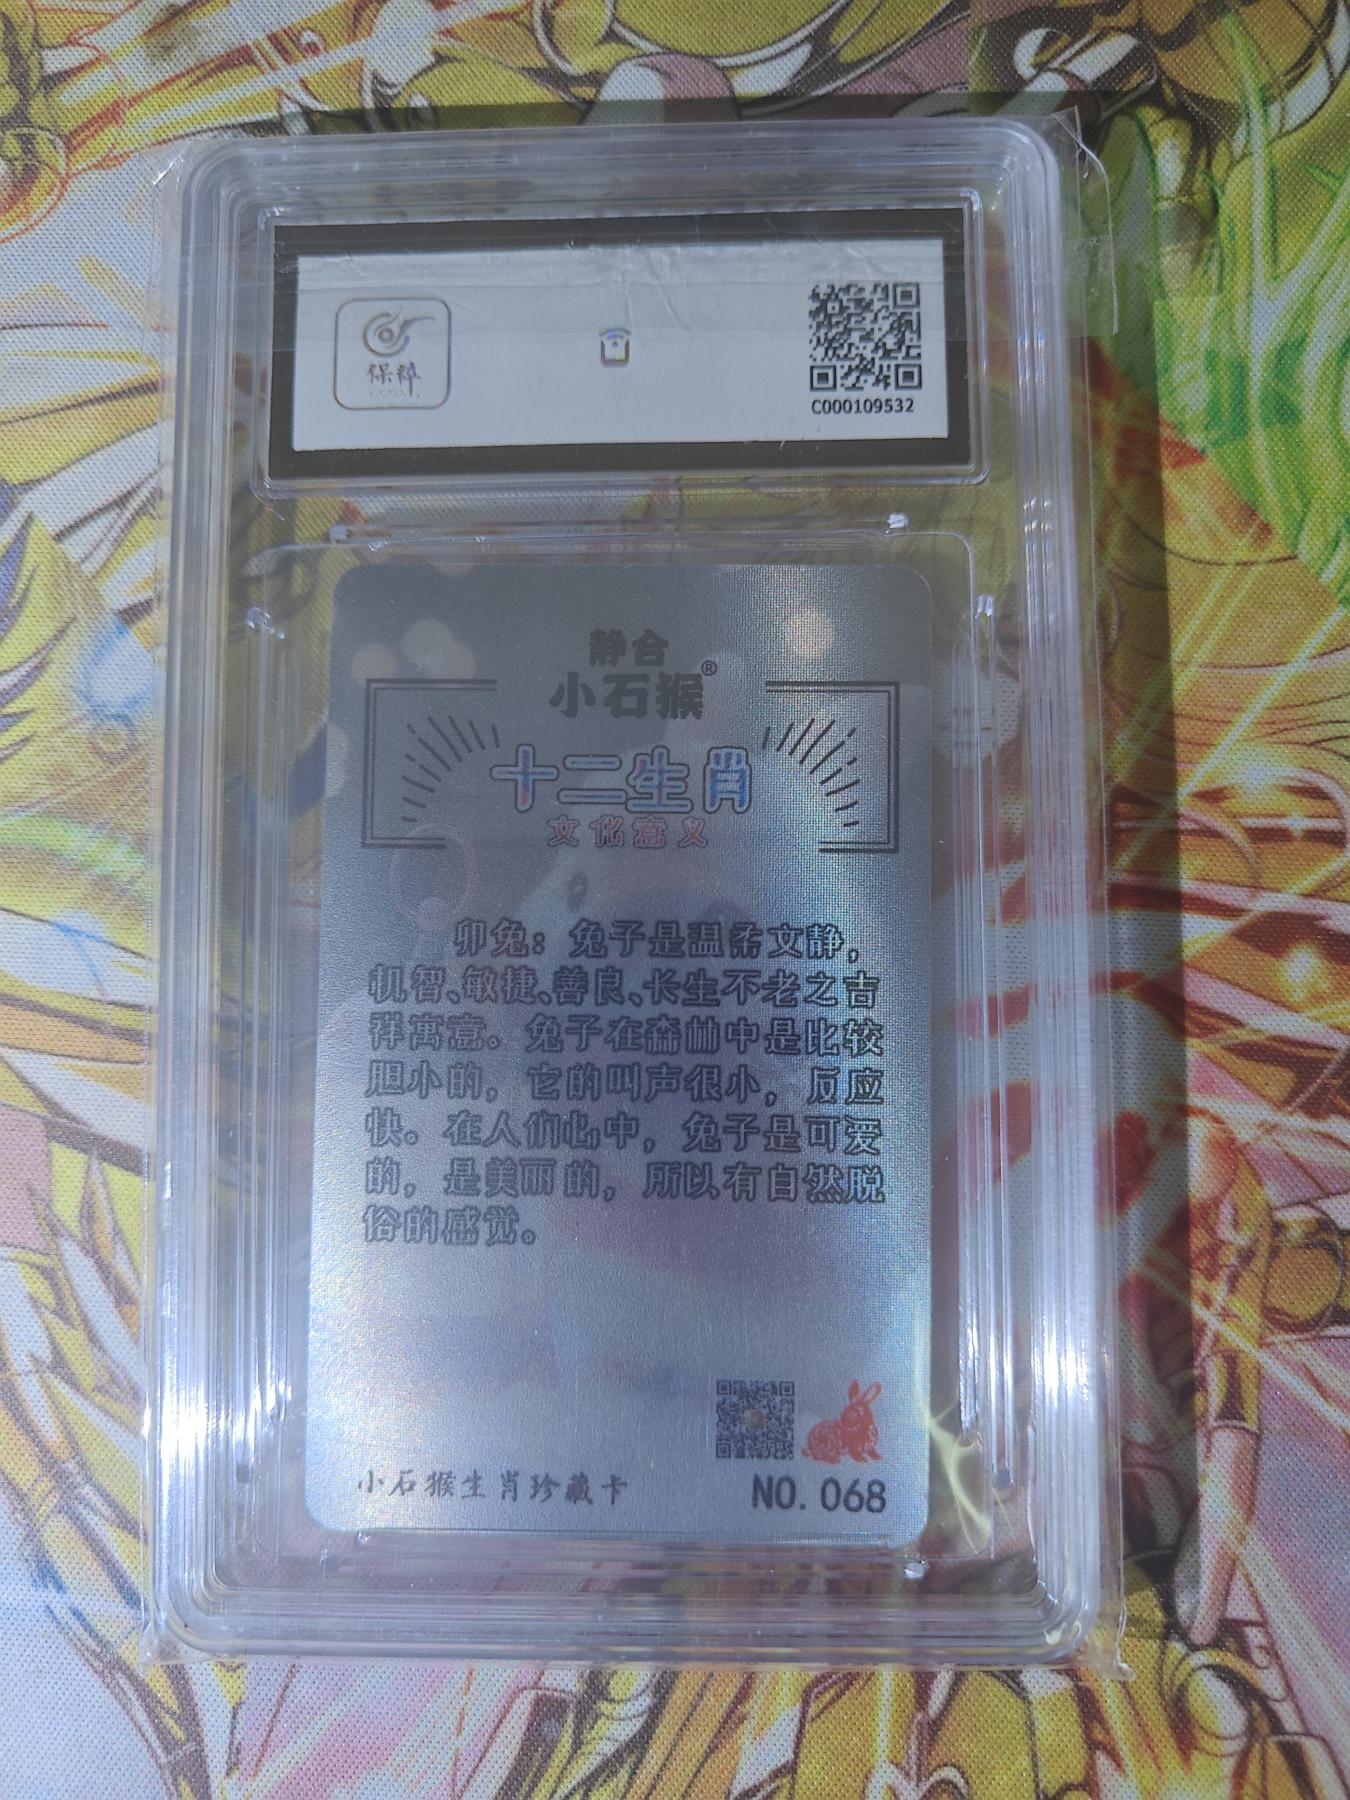 保粹
C000109532
静合
小石猴®
十二生肖
文化意义
卯兔：兔子是温柔文静，
机智、敏捷、善良、长生不老之吉
祥寓意。兔子在森林中是比较
胆小的，它的叫声很小，反应
快。在人们心中，兔子是可爱
的，是美丽的，所以有自然脱
俗的感觉。
小石猴生肖珍藏卡
NO. 068